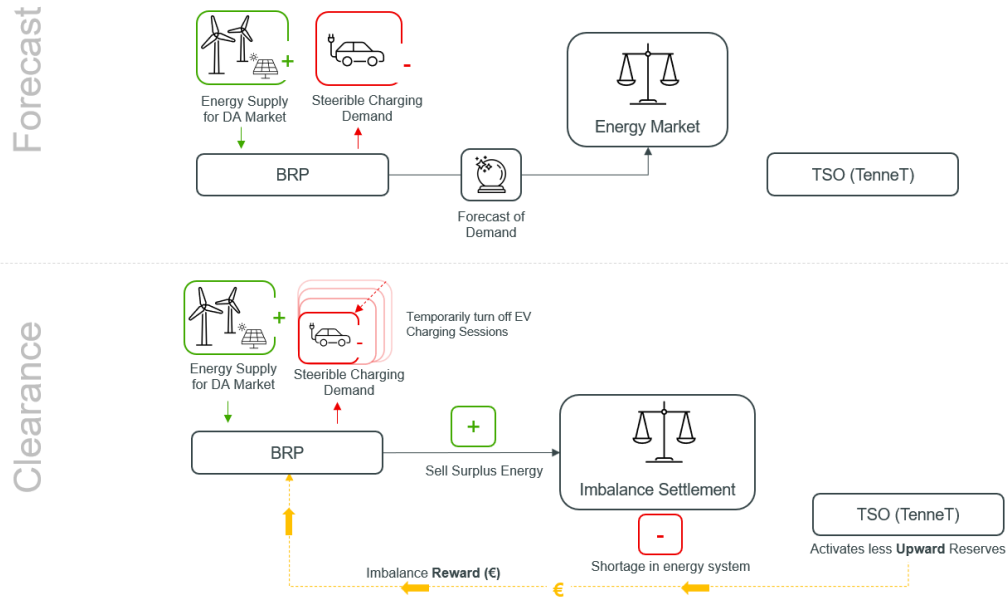 Forecast
Energy Supply
for DA Market
Steerible Charging
Demand
BRP
Forecast of
Demand
Energy Market
TSO (TenneT)
Clearance
Temporarily turn off EV
Charging Sessions
Energy Supply
for DA Market
Steerible Charging
Demand
BRP
Sell Surplus Energy
Imbalance Settlement
TSO (TenneT)
Activates less Upward Reserves
Shortage in energy system
Imbalance Reward (€)
€